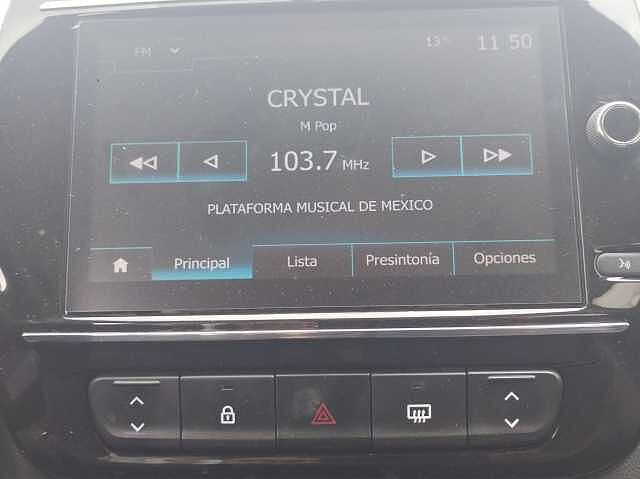 FM 13 °C 11 50
CRYSTAL
M Pop
103.7 MHz
PLATAFORMA MUSICAL DE MEXICO
Principal Lista Presintonía Opciones